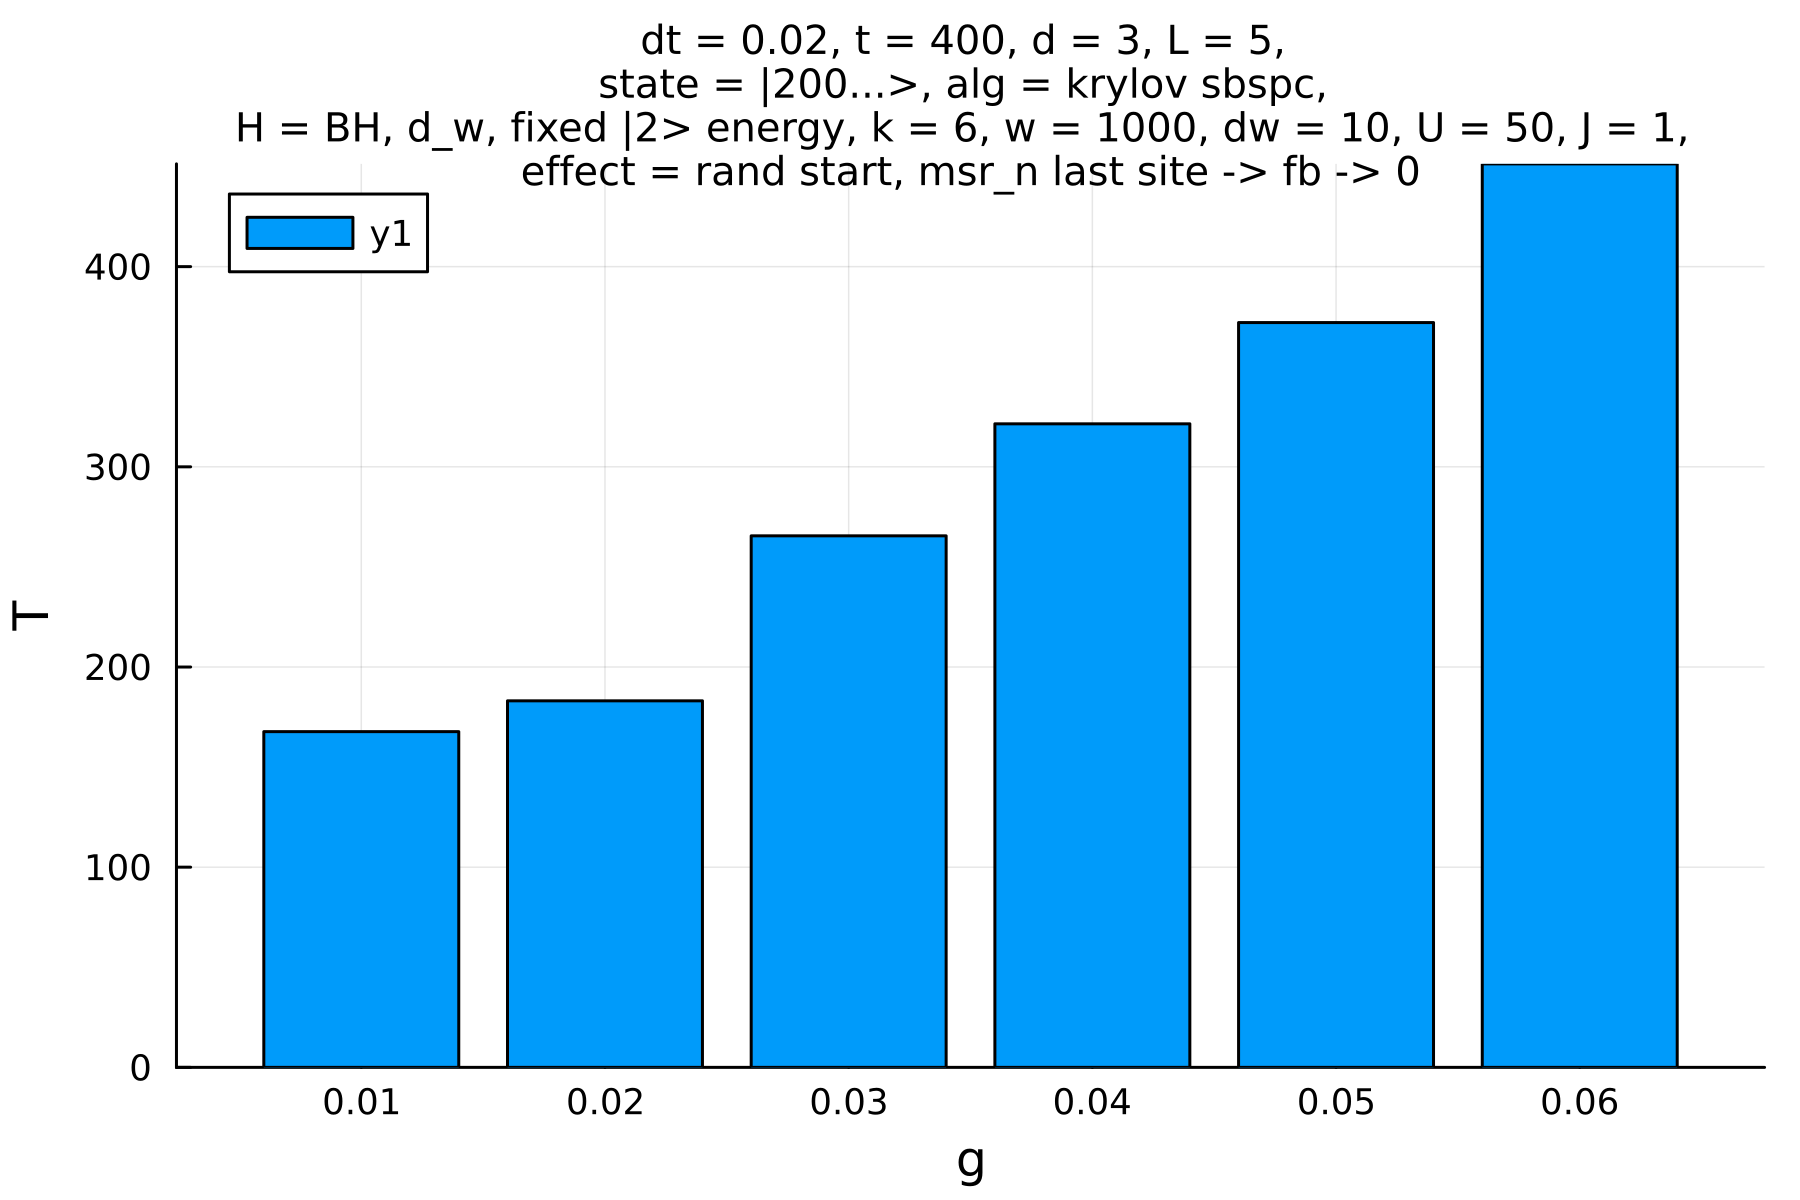 dt = 0.02, t = 400, d = 3, L = 5,
state = |200...>, alg = krylov sbspc,
H = BH, d_w, fixed |2> energy, k = 6, w = 1000, dw = 10, U = 50, J = 1,
effect = rand start, msr_n last site -> fb -> 0
y1
400
300
200
100
0
T
0.01 0.02 0.03 0.04 0.05 0.06
g